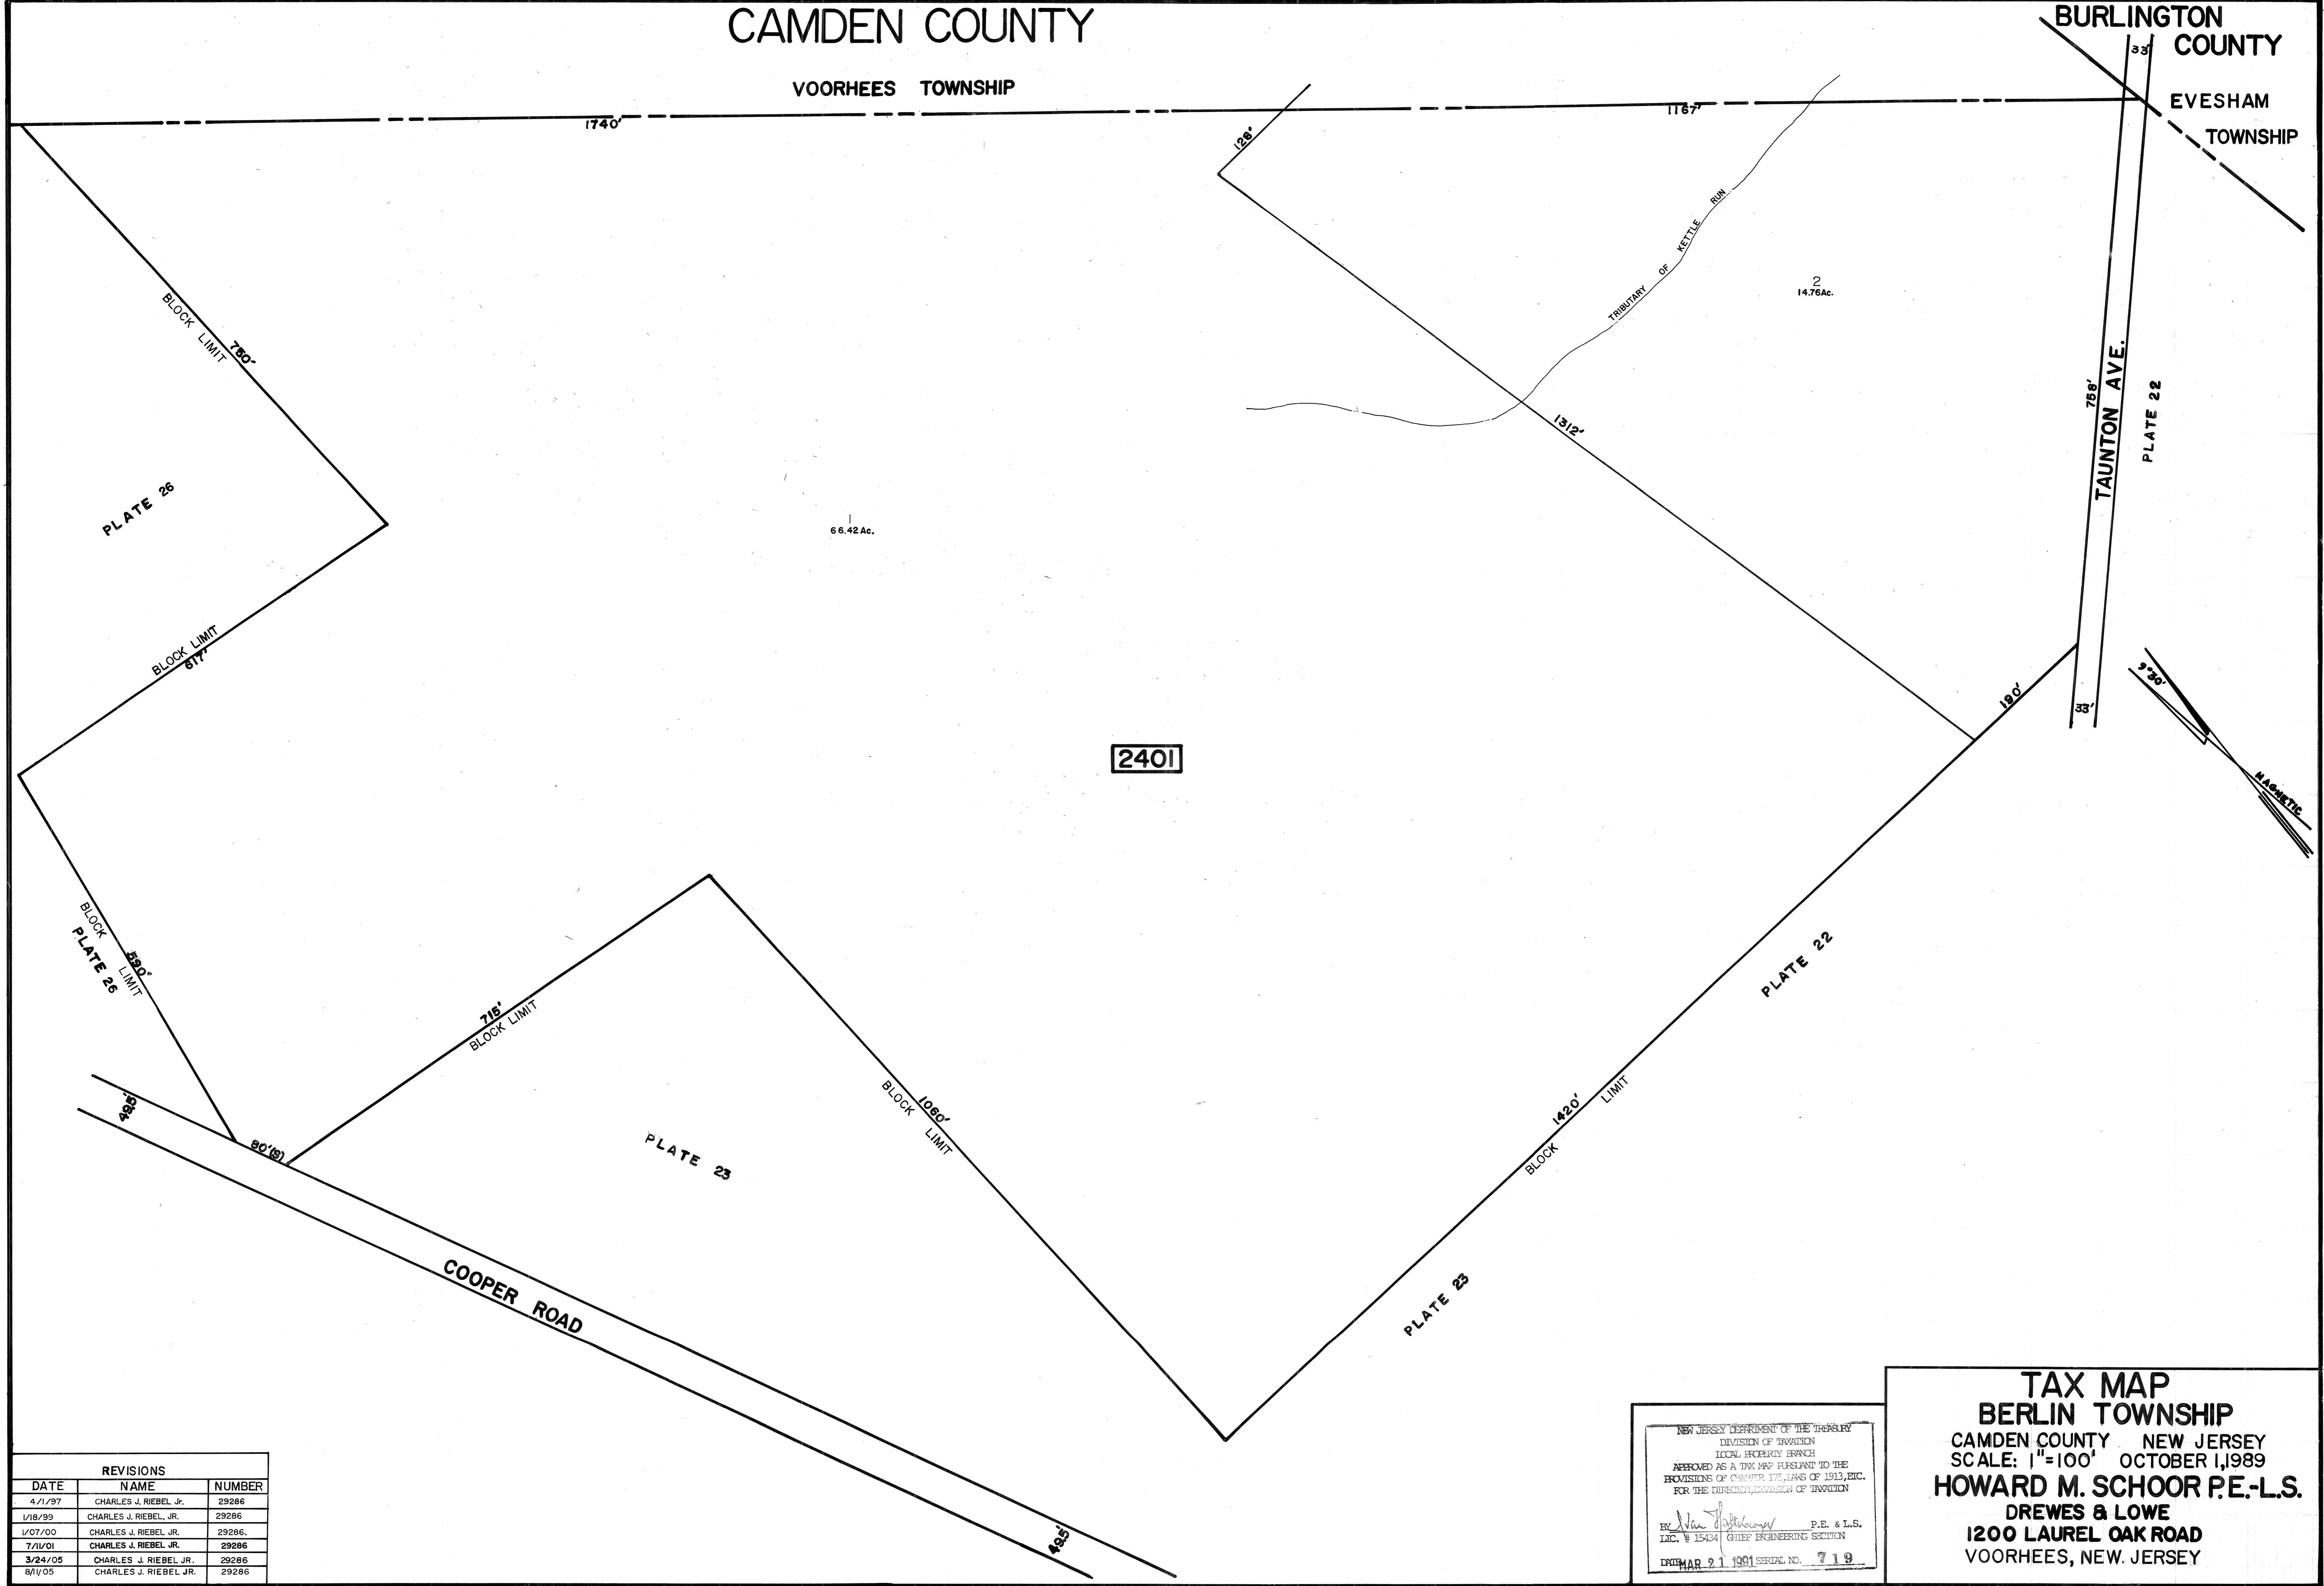 CAMDEN COUNTY
BURLINGTON
COUNTY
33'
VOORHEES TOWNSHIP
EVESHAM
TOWNSHIP
1740'
1167'
128'
TRIBUTARY OF KETTLE RUN
2
14.76Ac.
BLOCK LIMIT
750'
758'
TAUNTON AVE.
PLATE 22
1312'
PLATE 26
1
66.42 Ac.
BLOCK LIMIT
617'
190'
33'
9°30'
MAGNETIC
2401
BLOCK LIMIT
590'
PLATE 26
715'
BLOCK LIMIT
PLATE 22
49.5'
80'(S)
PLATE 23
1060'
BLOCK LIMIT
1420'
BLOCK LIMIT
COOPER ROAD
PLATE 23
49.5'
REVISIONS
DATE NAME NUMBER
4/1/97 CHARLES J. RIEBEL Jr. 29286
1/18/99 CHARLES J. RIEBEL, JR. 29286
1/07/00 CHARLES J. RIEBEL JR. 29286.
7/11/01 CHARLES J. RIEBEL JR. 29286
3/24/05 CHARLES J. RIEBEL JR. 29286
8/11/05 CHARLES J. RIEBEL JR. 29286
NEW JERSEY DEPARTMENT OF THE TREASURY
DIVISION OF TAXATION
LOCAL PROPERTY BRANCH
APPROVED AS A TAX MAP PURSUANT TO THE
PROVISIONS OF CHAPTER 175, LAWS OF 1913, ETC.
FOR THE DIRECTOR, DIVISION OF TAXATION
BY P.E. & L.S.
LIC. # 15434 CHIEF ENGINEERING SECTION
DATE MAR 21 1991 SERIAL NO. 719
TAX MAP
BERLIN TOWNSHIP
CAMDEN COUNTY NEW JERSEY
SCALE: 1"=100' OCTOBER 1,1989
HOWARD M. SCHOOR P.E.-L.S.
DREWES & LOWE
1200 LAUREL OAK ROAD
VOORHEES, NEW. JERSEY